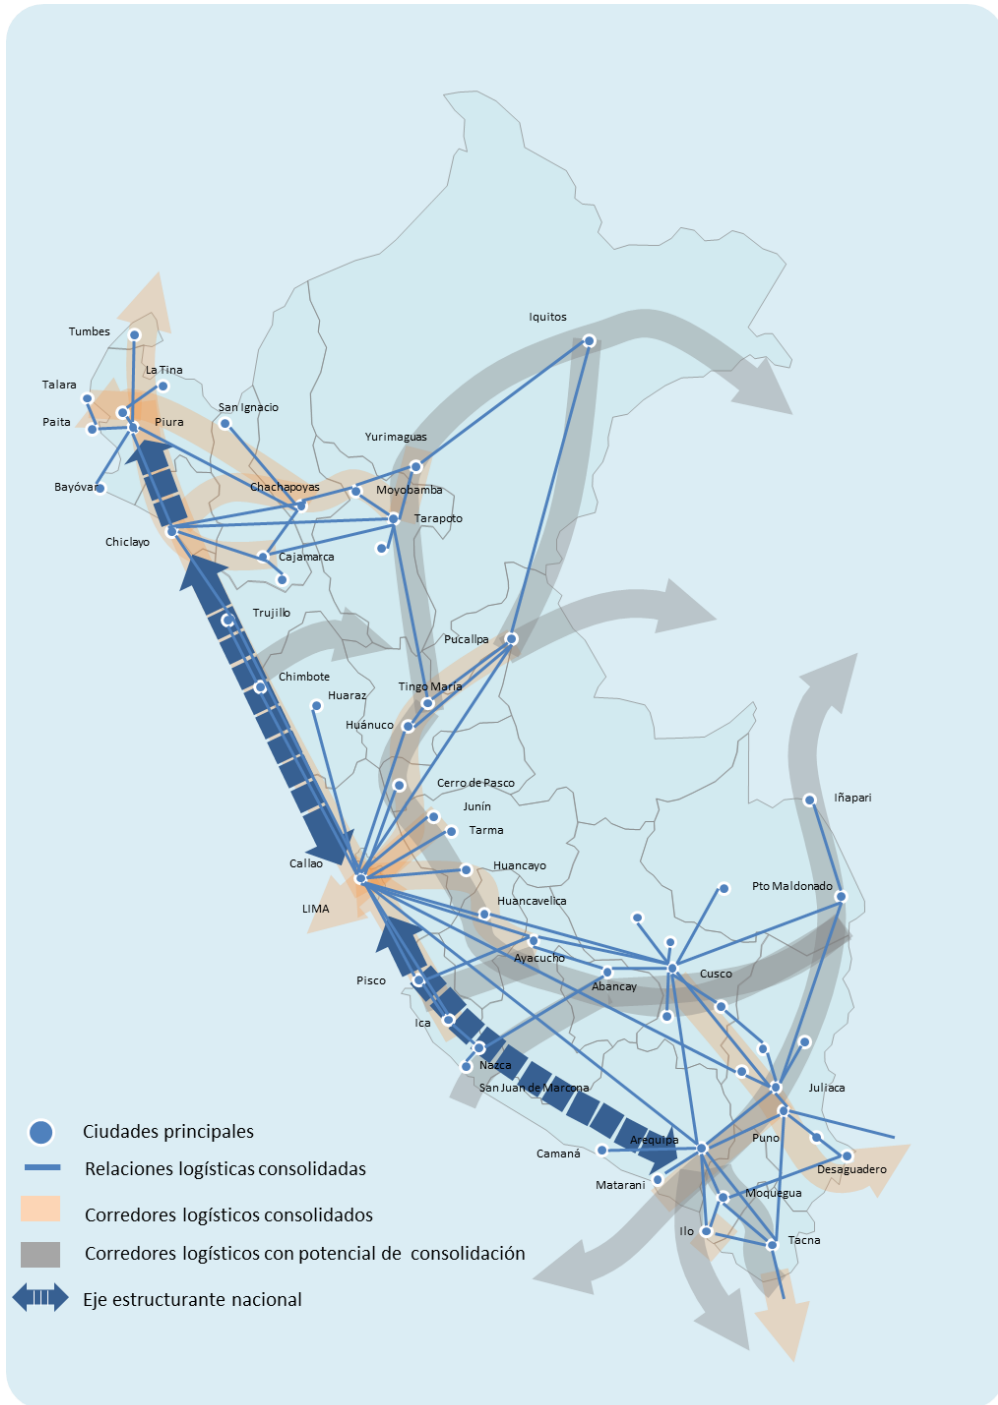 Iquitos
Tumbes
La Tina
Talara
San Ignacio
Paita
Piura
Yurimaguas
Bayóvar
Chachapoyas
Moyobamba
Tarapoto
Chiclayo
Cajamarca
Trujillo
Pucallpa
Chimbote
Tingo María
Huaraz
Huánuco
Cerro de Pasco
Iñapari
Junín
Tarma
Callao
Huancayo
Pto Maldonado
LIMA
Huancavelica
Ayacucho
Cusco
Pisco
Abancay
Ica
Nazca
San Juan de Marcona
Juliaca
Ciudades principales
Arequipa
Puno
Camaná
Relaciones logísticas consolidadas
Desaguadero
Matarani
Moquegua
Corredores logísticos consolidados
Ilo
Tacna
Corredores logísticos con potencial de consolidación
Eje estructurante nacional